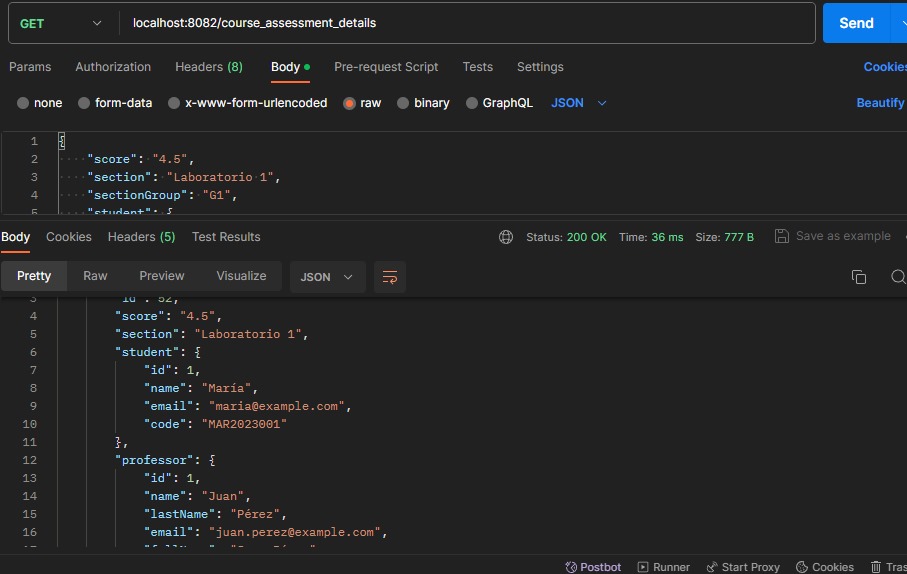 GET localhost:8082/course_assessment_details Send
Params Authorization Headers (8) Body Pre-request Script Tests Settings Cookies
none form-data x-www-form-urlencoded raw binary GraphQL JSON Beautify
1 {
2 "score": "4.5",
3 "section": "Laboratorio 1",
4 "sectionGroup": "G1",
5 "student": {
Body Cookies Headers (5) Test Results Status: 200 OK Time: 36 ms Size: 777 B Save as example
Pretty Raw Preview Visualize JSON
3 "id": 52,
4 "score": "4.5",
5 "section": "Laboratorio 1",
6 "student": {
7 "id": 1,
8 "name": "María",
9 "email": "maria@example.com",
10 "code": "MAR2023001"
11 },
12 "professor": {
13 "id": 1,
14 "name": "Juan",
15 "lastName": "Pérez",
16 "email": "juan.perez@example.com",
Postbot Runner Start Proxy Cookies Tras